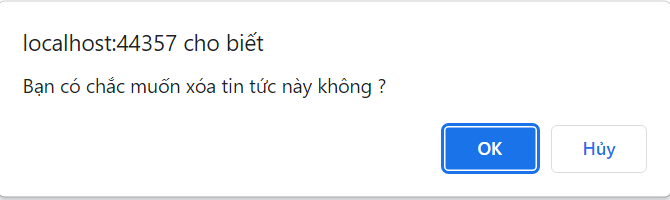 localhost:44357 cho biết
Bạn có chắc muốn xóa tin tức này không ?
OK
Hủy